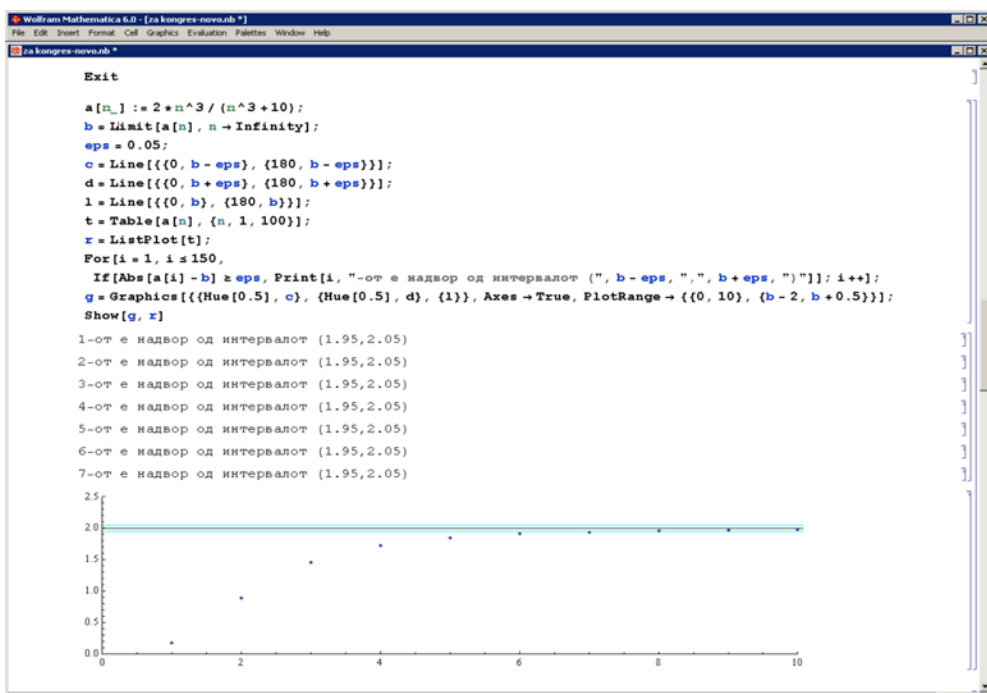 Wolfram Mathematica 6.0 - [za kongres-novo.nb *]
File Edit Insert Format Cell Graphics Evaluation Palettes Window Help
za kongres-novo.nb *
Exit
a[n_] := 2*n^3/(n^3+10);
b = Limit[a[n], n → Infinity];
eps = 0.05;
c = Line[{{0, b - eps}, {180, b - eps}}];
d = Line[{{0, b + eps}, {180, b + eps}}];
l = Line[{{0, b}, {180, b}}];
t = Table[a[n], {n, 1, 100}];
r = ListPlot[t];
For[i = 1, i ≤ 150,
If[Abs[a[i] - b] ≥ eps, Print[i, "-от е надвор од интервалот (", b - eps, ",", b + eps, ")"]]; i++];
g = Graphics[{{Hue[0.5], c}, {Hue[0.5], d}, {l}}, Axes → True, PlotRange → {{0, 10}, {b - 2, b + 0.5}}];
Show[g, r]
1-от е надвор од интервалот (1.95,2.05)
2-от е надвор од интервалот (1.95,2.05)
3-от е надвор од интервалот (1.95,2.05)
4-от е надвор од интервалот (1.95,2.05)
5-от е надвор од интервалот (1.95,2.05)
6-от е надвор од интервалот (1.95,2.05)
7-от е надвор од интервалот (1.95,2.05)
2.5
2.0
1.5
1.0
0.5
0.0
0 2 4 6 8 10